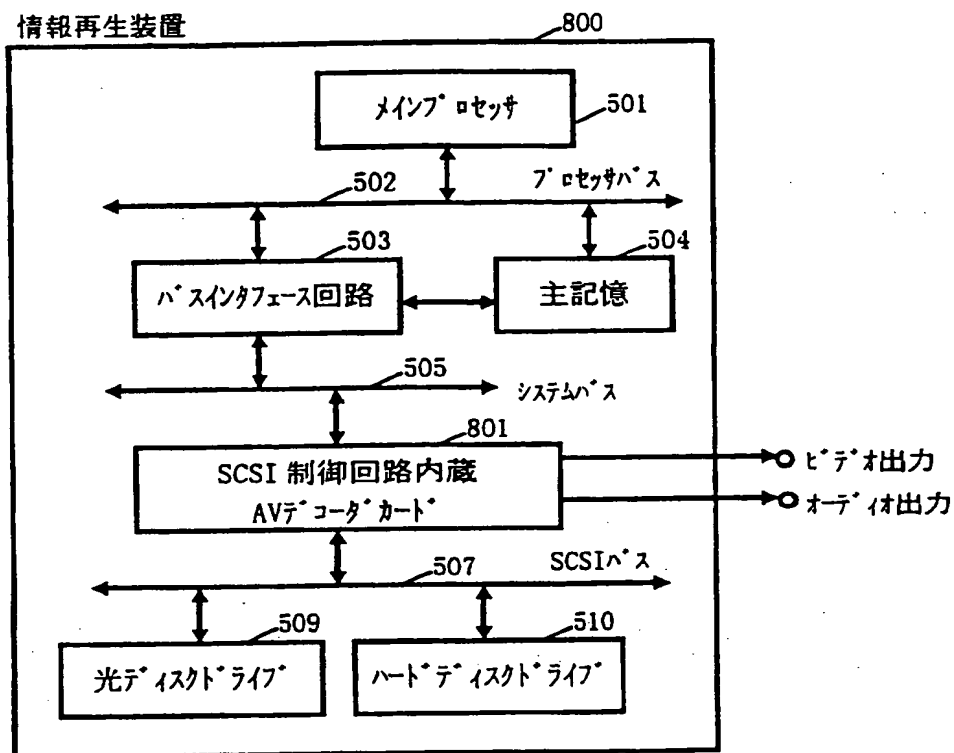 情報再生装置
800
メインプロセッサ
501
502
プロセッサバス
503
504
バスインタフェース回路
主記憶
505
システムバス
801
SCSI 制御回路内蔵
AVデコーダカード
ビデオ出力
オーディオ出力
507
SCSIバス
509
510
光ディスクドライブ
ハードディスクドライブ